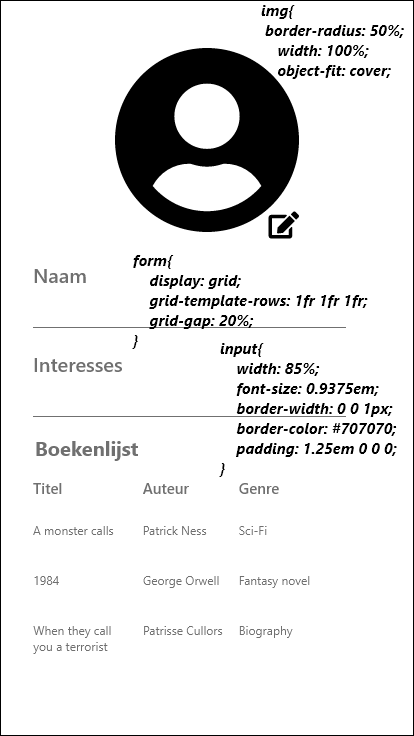 img{
border-radius: 50%;
width: 100%;
object-fit: cover;
Naam
form{
display: grid;
grid-template-rows: 1fr 1fr 1fr;
grid-gap: 20%;
}
Interesses
input{
width: 85%;
font-size: 0.9375em;
border-width: 0 0 1px;
border-color: #707070;
padding: 1.25em 0 0 0;
}
Boekenlijst
Titel Auteur Genre
A monster calls Patrick Ness Sci-Fi
1984 George Orwell Fantasy novel
When they call Patrisse Cullors Biography
you a terrorist